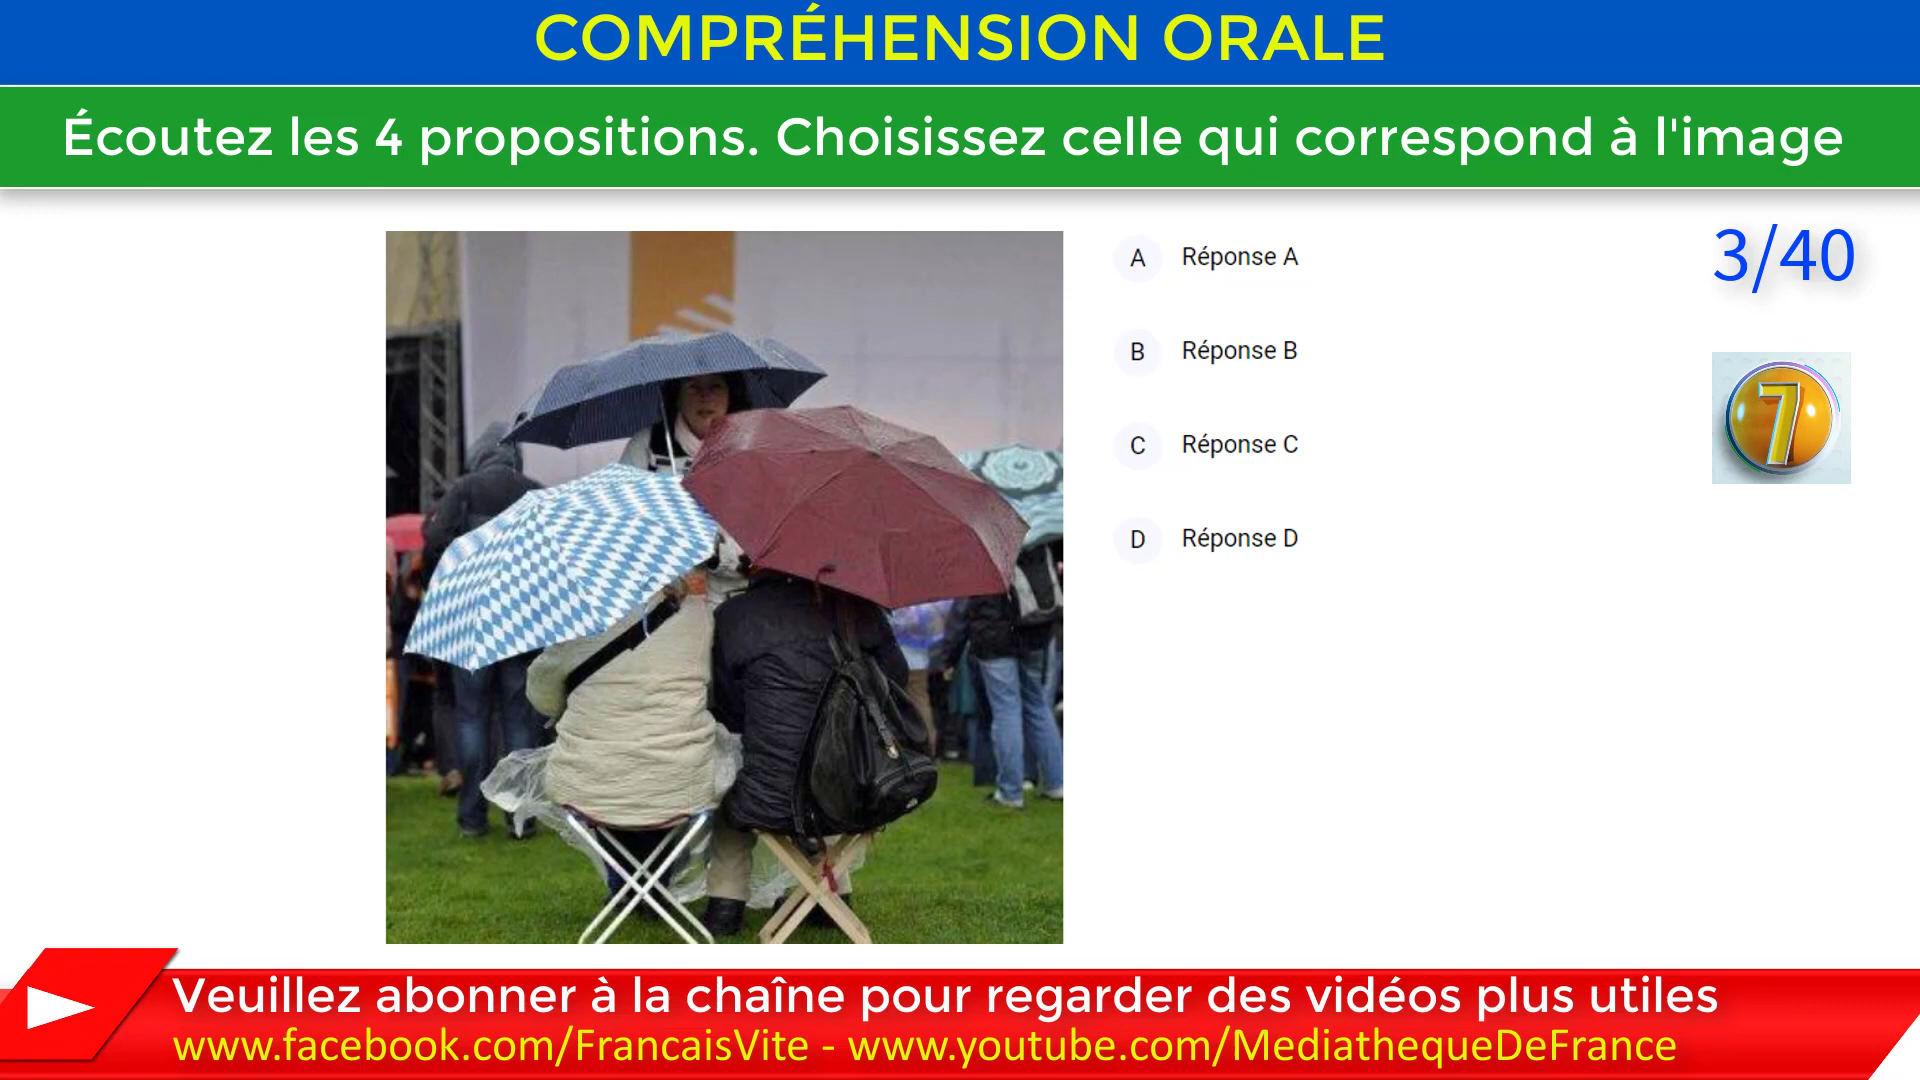 COMPRÉHENSION ORALE
Écoutez les 4 propositions. Choisissez celle qui correspond à l'image
A Réponse A
B Réponse B
C Réponse C
D Réponse D
3/40
7
Veuillez abonner à la chaîne pour regarder des vidéos plus utiles
www.facebook.com/FrancaisVite - www.youtube.com/MediathequeDeFrance